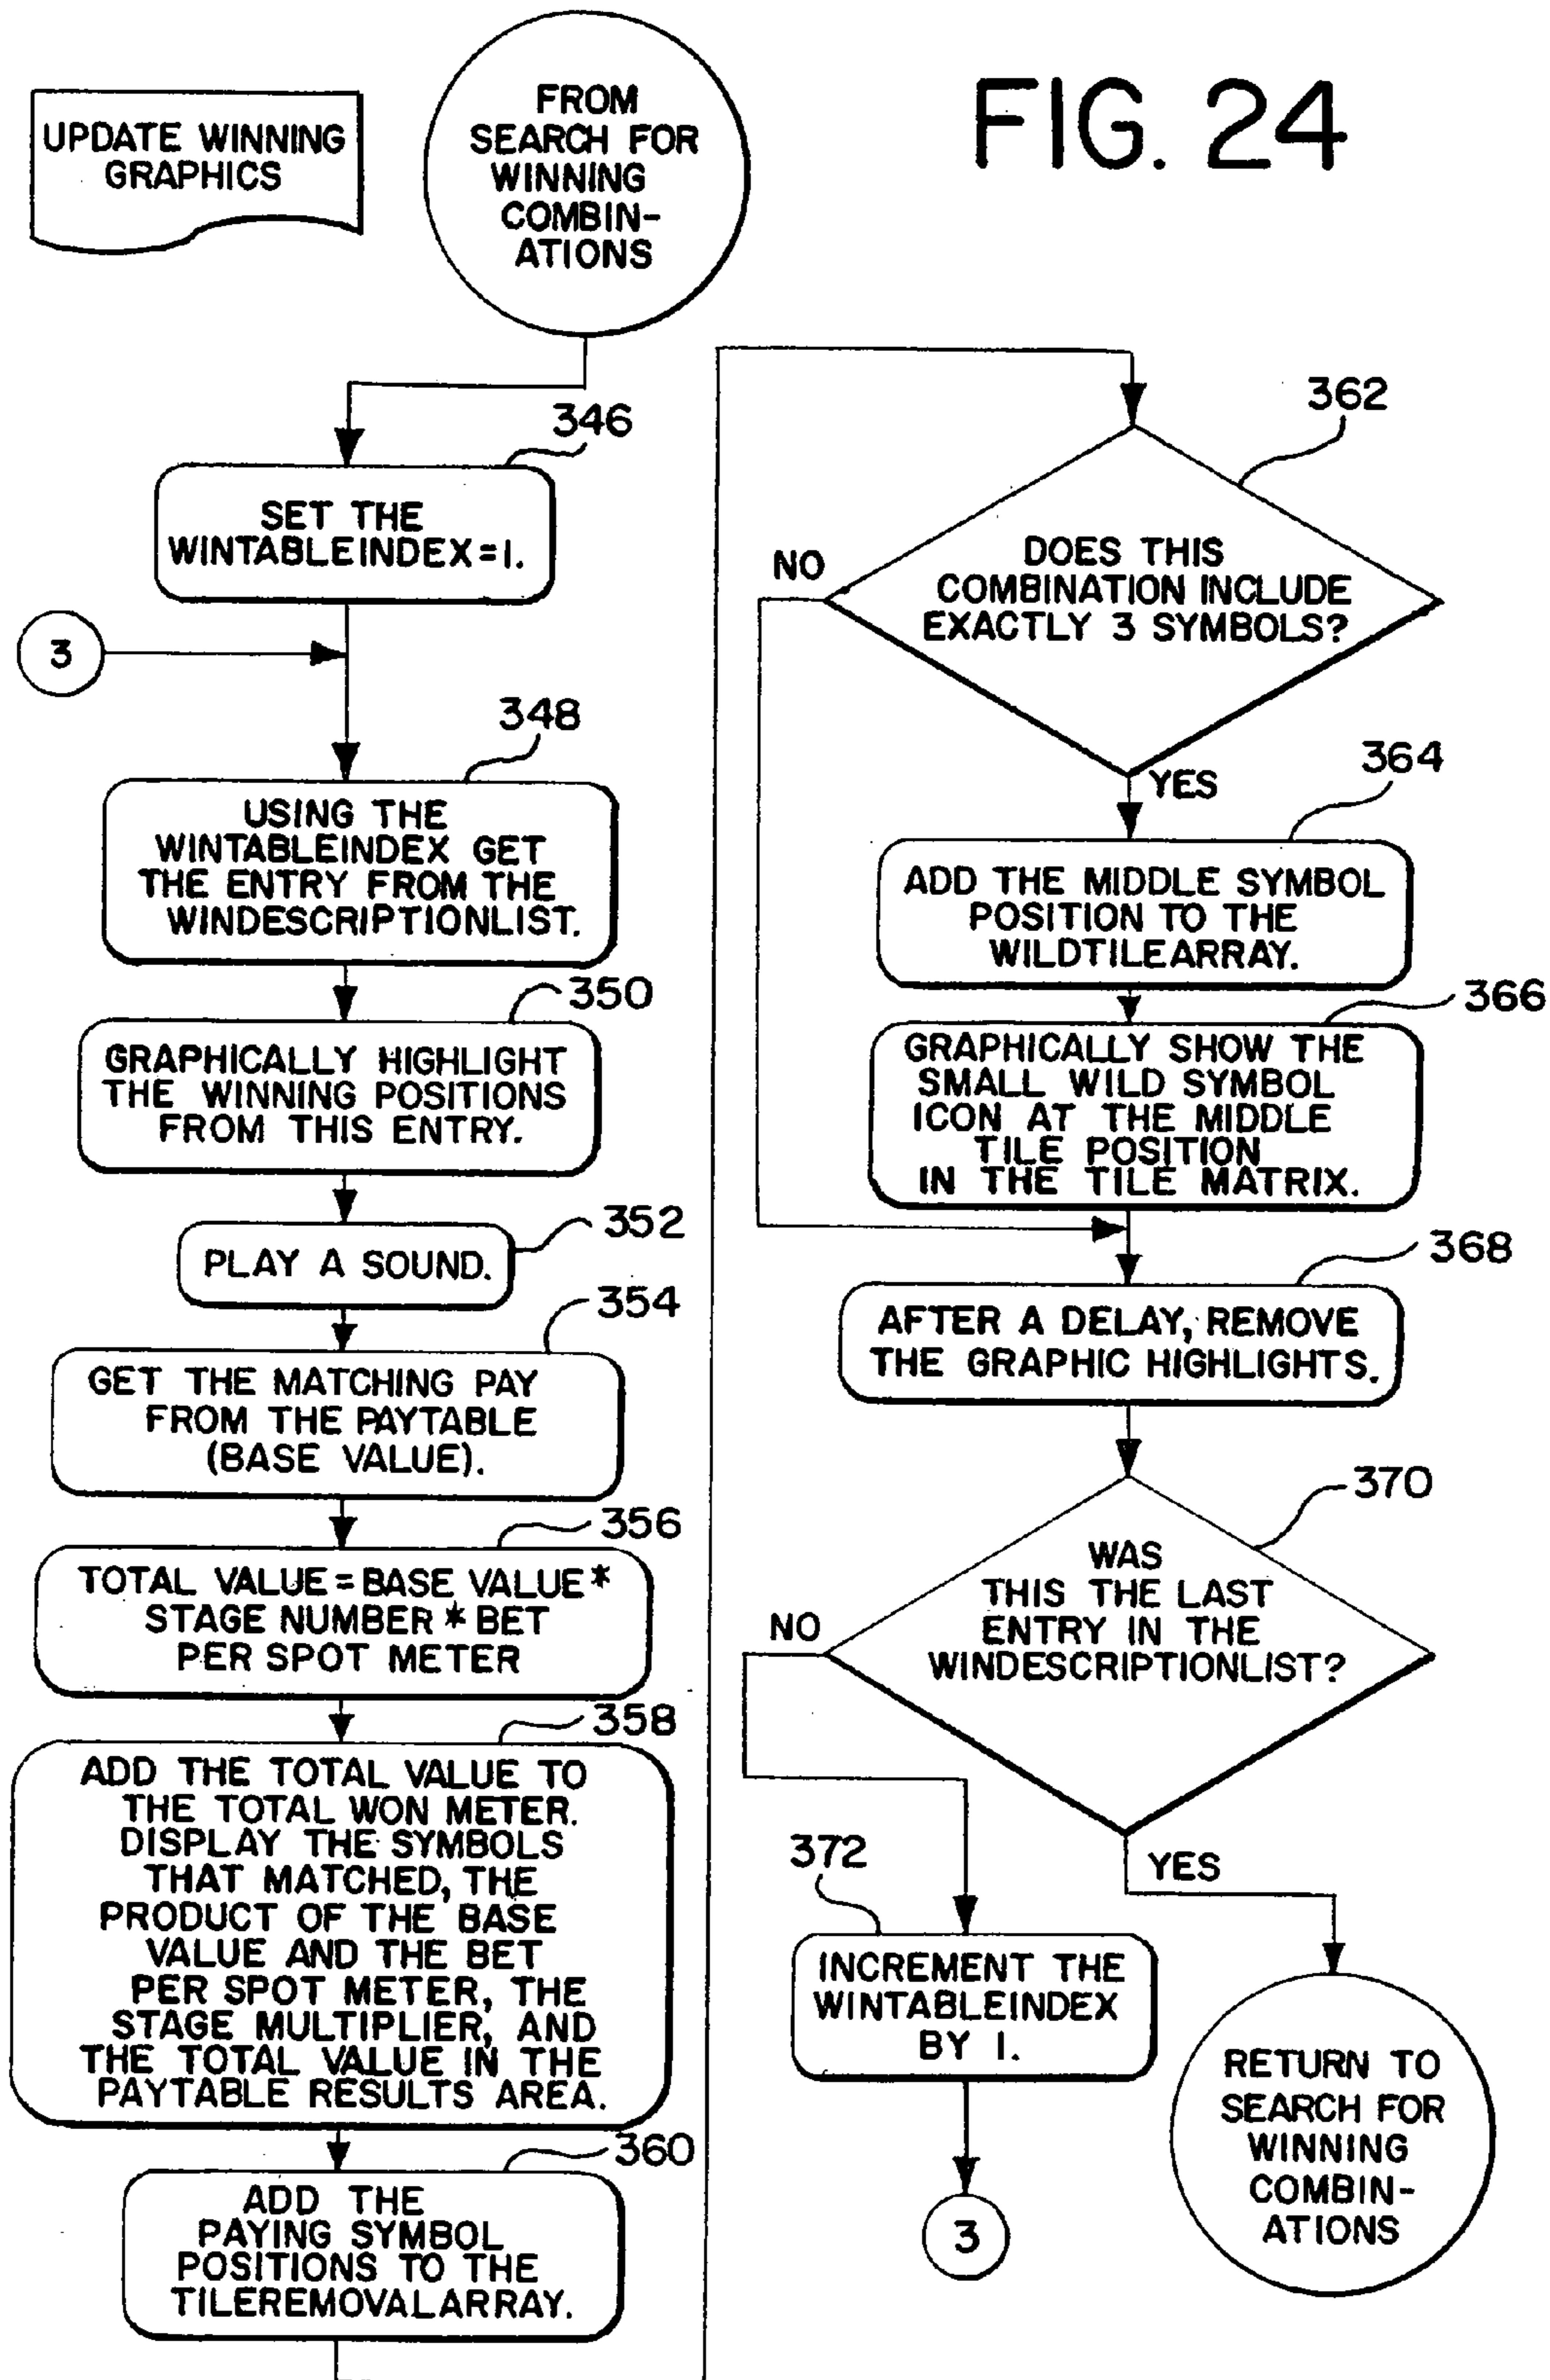 FIG. 24
UPDATE WINNING
GRAPHICS
FROM
SEARCH FOR
WINNING
COMBIN-
ATIONS
346
SET THE
WINTABLEINDEX=1.
3
348
USING THE
WINTABLEINDEX GET
THE ENTRY FROM THE
WINDESCRIPTIONLIST.
350
GRAPHICALLY HIGHLIGHT
THE WINNING POSITIONS
FROM THIS ENTRY.
352
PLAY A SOUND.
354
GET THE MATCHING PAY
FROM THE PAYTABLE
(BASE VALUE).
356
TOTAL VALUE=BASE VALUE*
STAGE NUMBER * BET
PER SPOT METER
358
ADD THE TOTAL VALUE TO
THE TOTAL WON METER.
DISPLAY THE SYMBOLS
THAT MATCHED, THE
PRODUCT OF THE BASE
VALUE AND THE BET
PER SPOT METER, THE
STAGE MULTIPLIER, AND
THE TOTAL VALUE IN THE
PAYTABLE RESULTS AREA.
360
ADD THE
PAYING SYMBOL
POSITIONS TO THE
TILEREMOVALARRAY.
362
DOES THIS
COMBINATION INCLUDE
EXACTLY 3 SYMBOLS?
NO
YES
364
ADD THE MIDDLE SYMBOL
POSITION TO THE
WILDTILEARRAY.
366
GRAPHICALLY SHOW THE
SMALL WILD SYMBOL
ICON AT THE MIDDLE
TILE POSITION
IN THE TILE MATRIX.
368
AFTER A DELAY, REMOVE
THE GRAPHIC HIGHLIGHTS.
370
WAS
THIS THE LAST
ENTRY IN THE
WINDESCRIPTIONLIST?
NO
YES
372
INCREMENT THE
WINTABLEINDEX
BY 1.
3
RETURN TO
SEARCH FOR
WINNING
COMBIN-
ATIONS